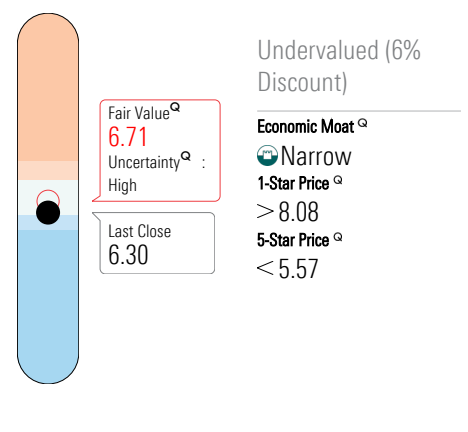 Undervalued (6%
Discount)
Fair Value Q
6.71
Uncertainty Q :
High
Last Close
6.30
Economic Moat Q
Narrow
1-Star Price Q
>8.08
5-Star Price Q
<5.57